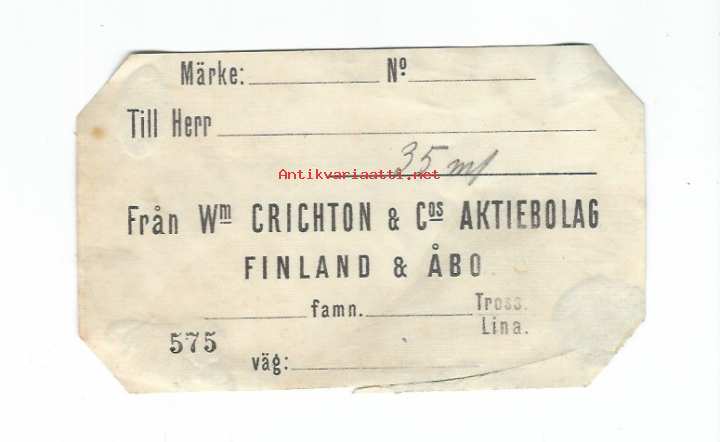 Märke: Nº
Till Herr
35 m/
Antikvariaatti.net
Från Wm CRICHTON & Cos AKTIEBOLAG
FINLAND & ÅBO.
famn. Tross.
Lina.
575
väg: